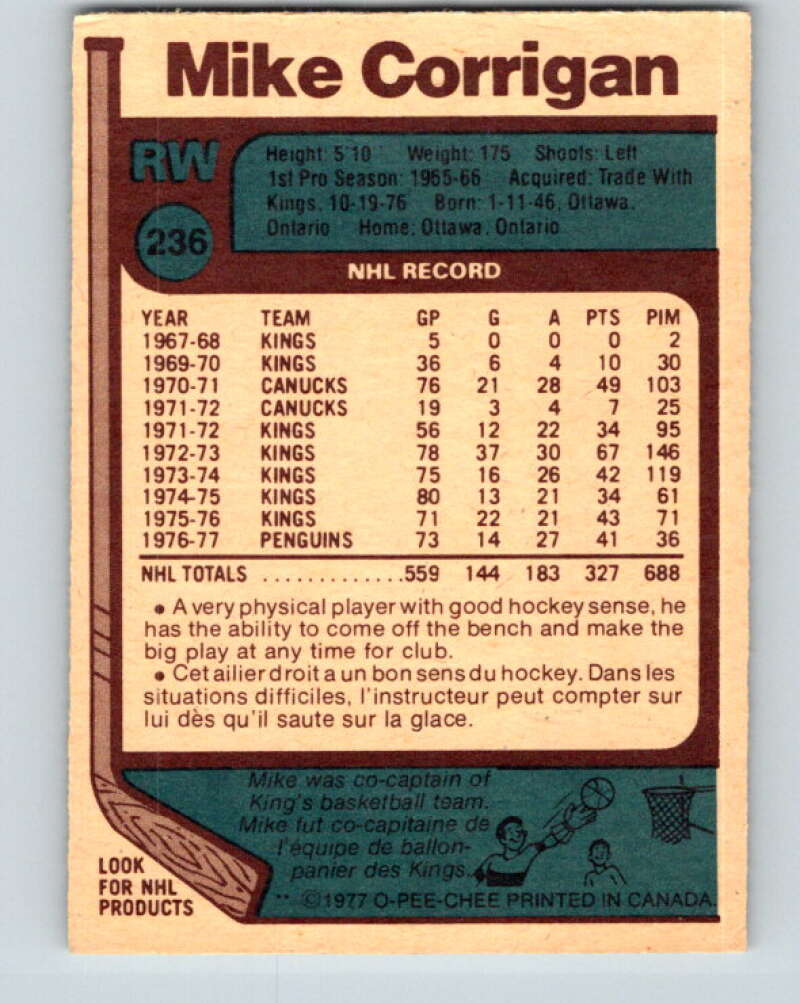 Mike Corrigan
RW
236
Height: 5'10 Weight: 175 Shoots: Left
1st Pro Season: 1965-66 Acquired: Trade With
Kings, 10-19-76 Born: 1-11-46, Ottawa,
Ontario Home: Ottawa, Ontario
NHL RECORD
YEAR TEAM GP G A PTS PIM
1967-68 KINGS 5 0 0 0 2
1969-70 KINGS 36 6 4 10 30
1970-71 CANUCKS 76 21 28 49 103
1971-72 CANUCKS 19 3 4 7 25
1971-72 KINGS 56 12 22 34 95
1972-73 KINGS 78 37 30 67 146
1973-74 KINGS 75 16 26 42 119
1974-75 KINGS 80 13 21 34 61
1975-76 KINGS 71 22 21 43 71
1976-77 PENGUINS 73 14 27 41 36
NHL TOTALS .............559 144 183 327 688
• A very physical player with good hockey sense, he
has the ability to come off the bench and make the
big play at any time for club.
• Cet ailier droit a un bon sens du hockey. Dans les
situations difficiles, l'instructeur peut compter sur
lui dès qu'il saute sur la glace.
Mike was co-captain of
King's basketball team.
Mike fut co-capitaine de
l'équipe de ballon-
panier des Kings.
LOOK
FOR NHL
PRODUCTS
** ©1977 O-PEE-CHEE PRINTED IN CANADA.